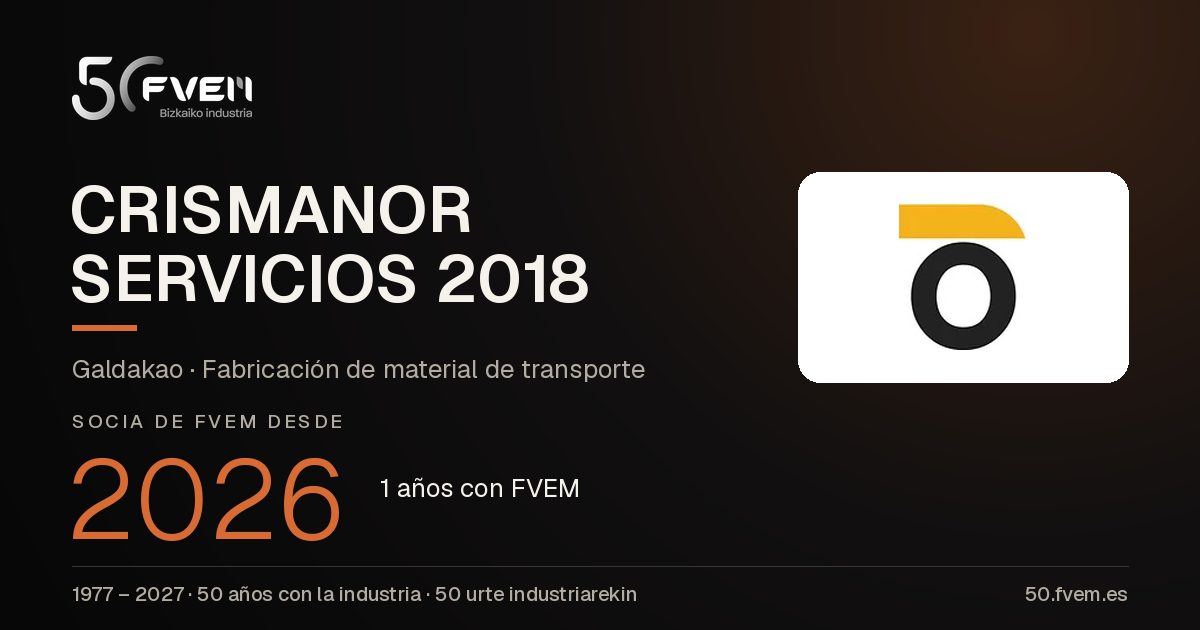 50 FVEM
Bizkaiko industria
CRISMANOR
SERVICIOS 2018
Galdakao · Fabricación de material de transporte
SOCIA DE FVEM DESDE
2026
1 años con FVEM
1977 – 2027 · 50 años con la industria · 50 urte industriarekin
50.fvem.es